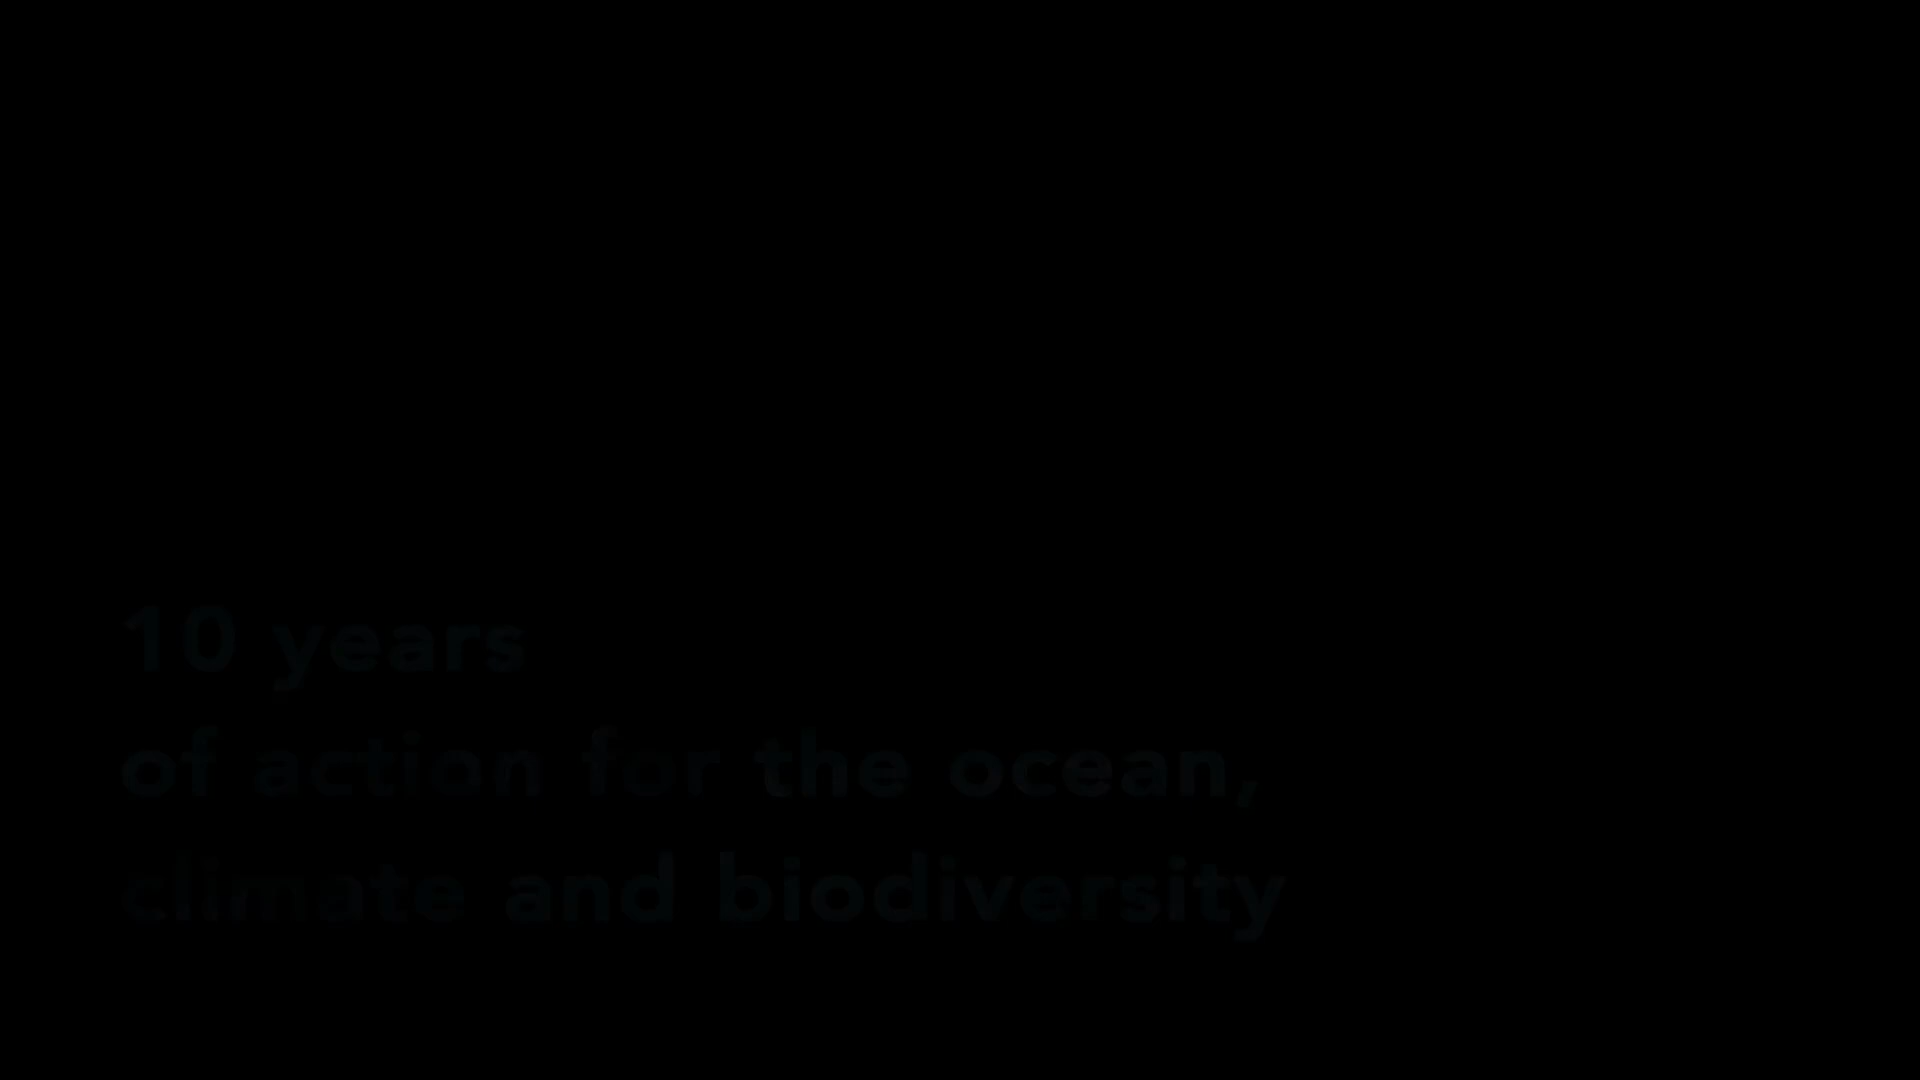 10 years
of action for the ocean,
climate and biodiversity